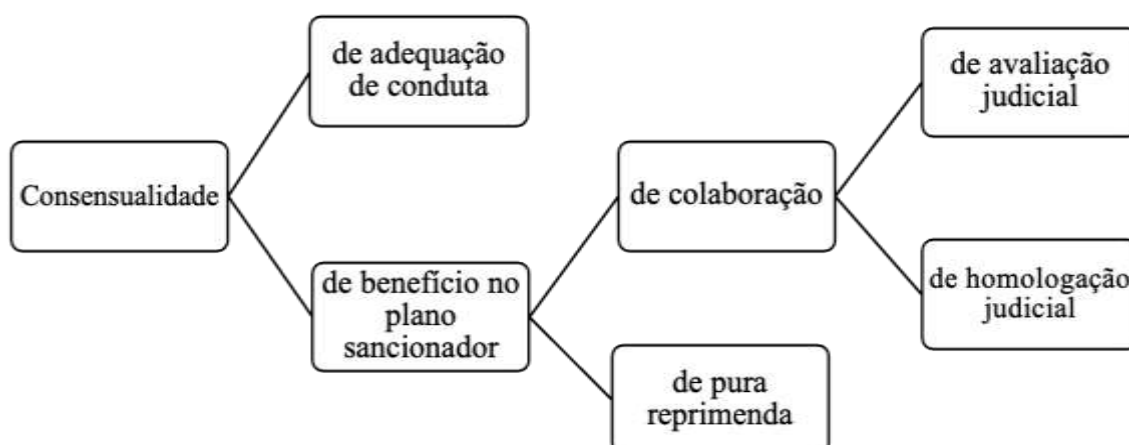 de adequação
de conduta
Consensualidade
de benefício no
plano
sancionador
de colaboração
de pura
reprimenda
de avaliação
judicial
de homologação
judicial